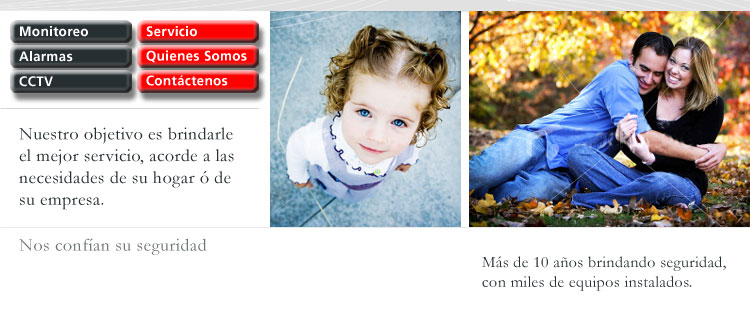 Monitoreo
Servicio
Alarmas
Quienes Somos
CCTV
Contáctenos
Nuestro objetivo es brindarle
el mejor servicio, acorde a las
necesidades de su hogar ó de
su empresa.
Nos confían su seguridad
Más de 10 años brindando seguridad,
con miles de equipos instalados.